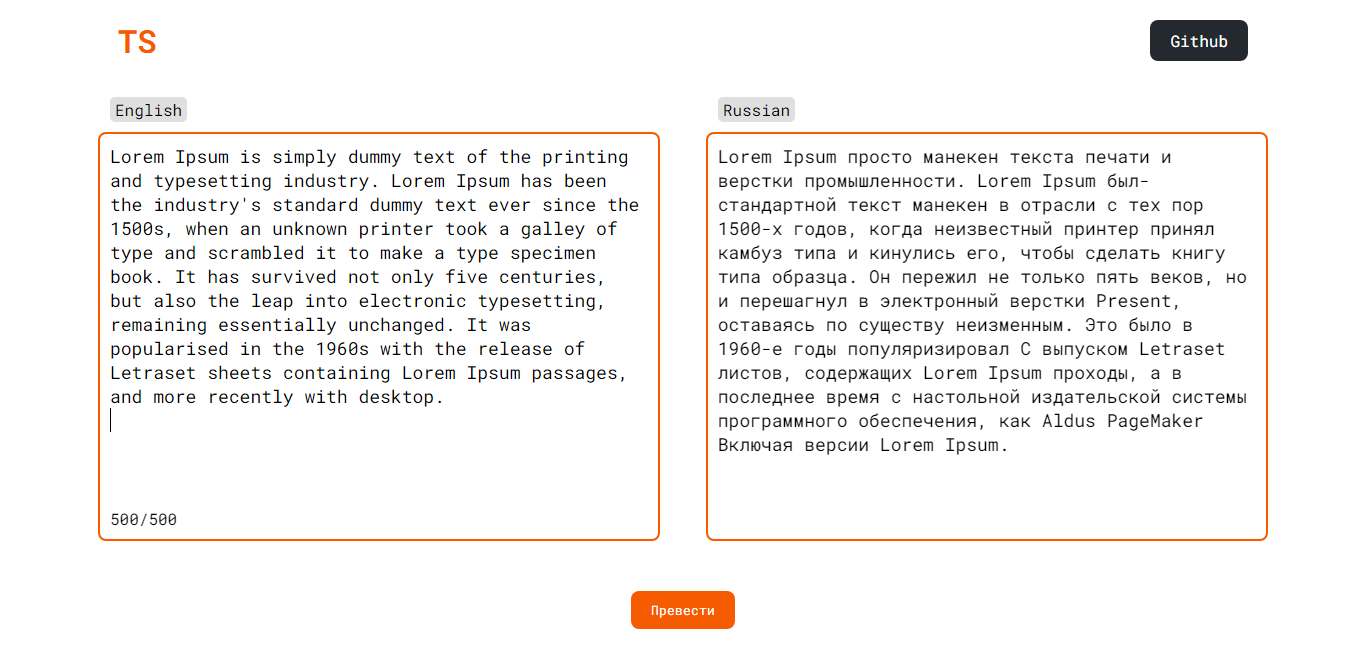 TS
Github
English
Lorem Ipsum is simply dummy text of the printing
and typesetting industry. Lorem Ipsum has been
the industry's standard dummy text ever since the
1500s, when an unknown printer took a galley of
type and scrambled it to make a type specimen
book. It has survived not only five centuries,
but also the leap into electronic typesetting,
remaining essentially unchanged. It was
popularised in the 1960s with the release of
Letraset sheets containing Lorem Ipsum passages,
and more recently with desktop.
500/500
Russian
Lorem Ipsum просто манекен текста печати и
верстки промышленности. Lorem Ipsum был-
стандартной текст манекен в отрасли с тех пор
1500-х годов, когда неизвестный принтер принял
камбуз типа и кинулись его, чтобы сделать книгу
типа образца. Он пережил не только пять веков, но
и перешагнул в электронный верстки Present,
оставаясь по существу неизменным. Это было в
1960-е годы популяризировал С выпуском Letraset
листов, содержащих Lorem Ipsum проходы, а в
последнее время с настольной издательской системы
программного обеспечения, как Aldus PageMaker
Включая версии Lorem Ipsum.
Превести